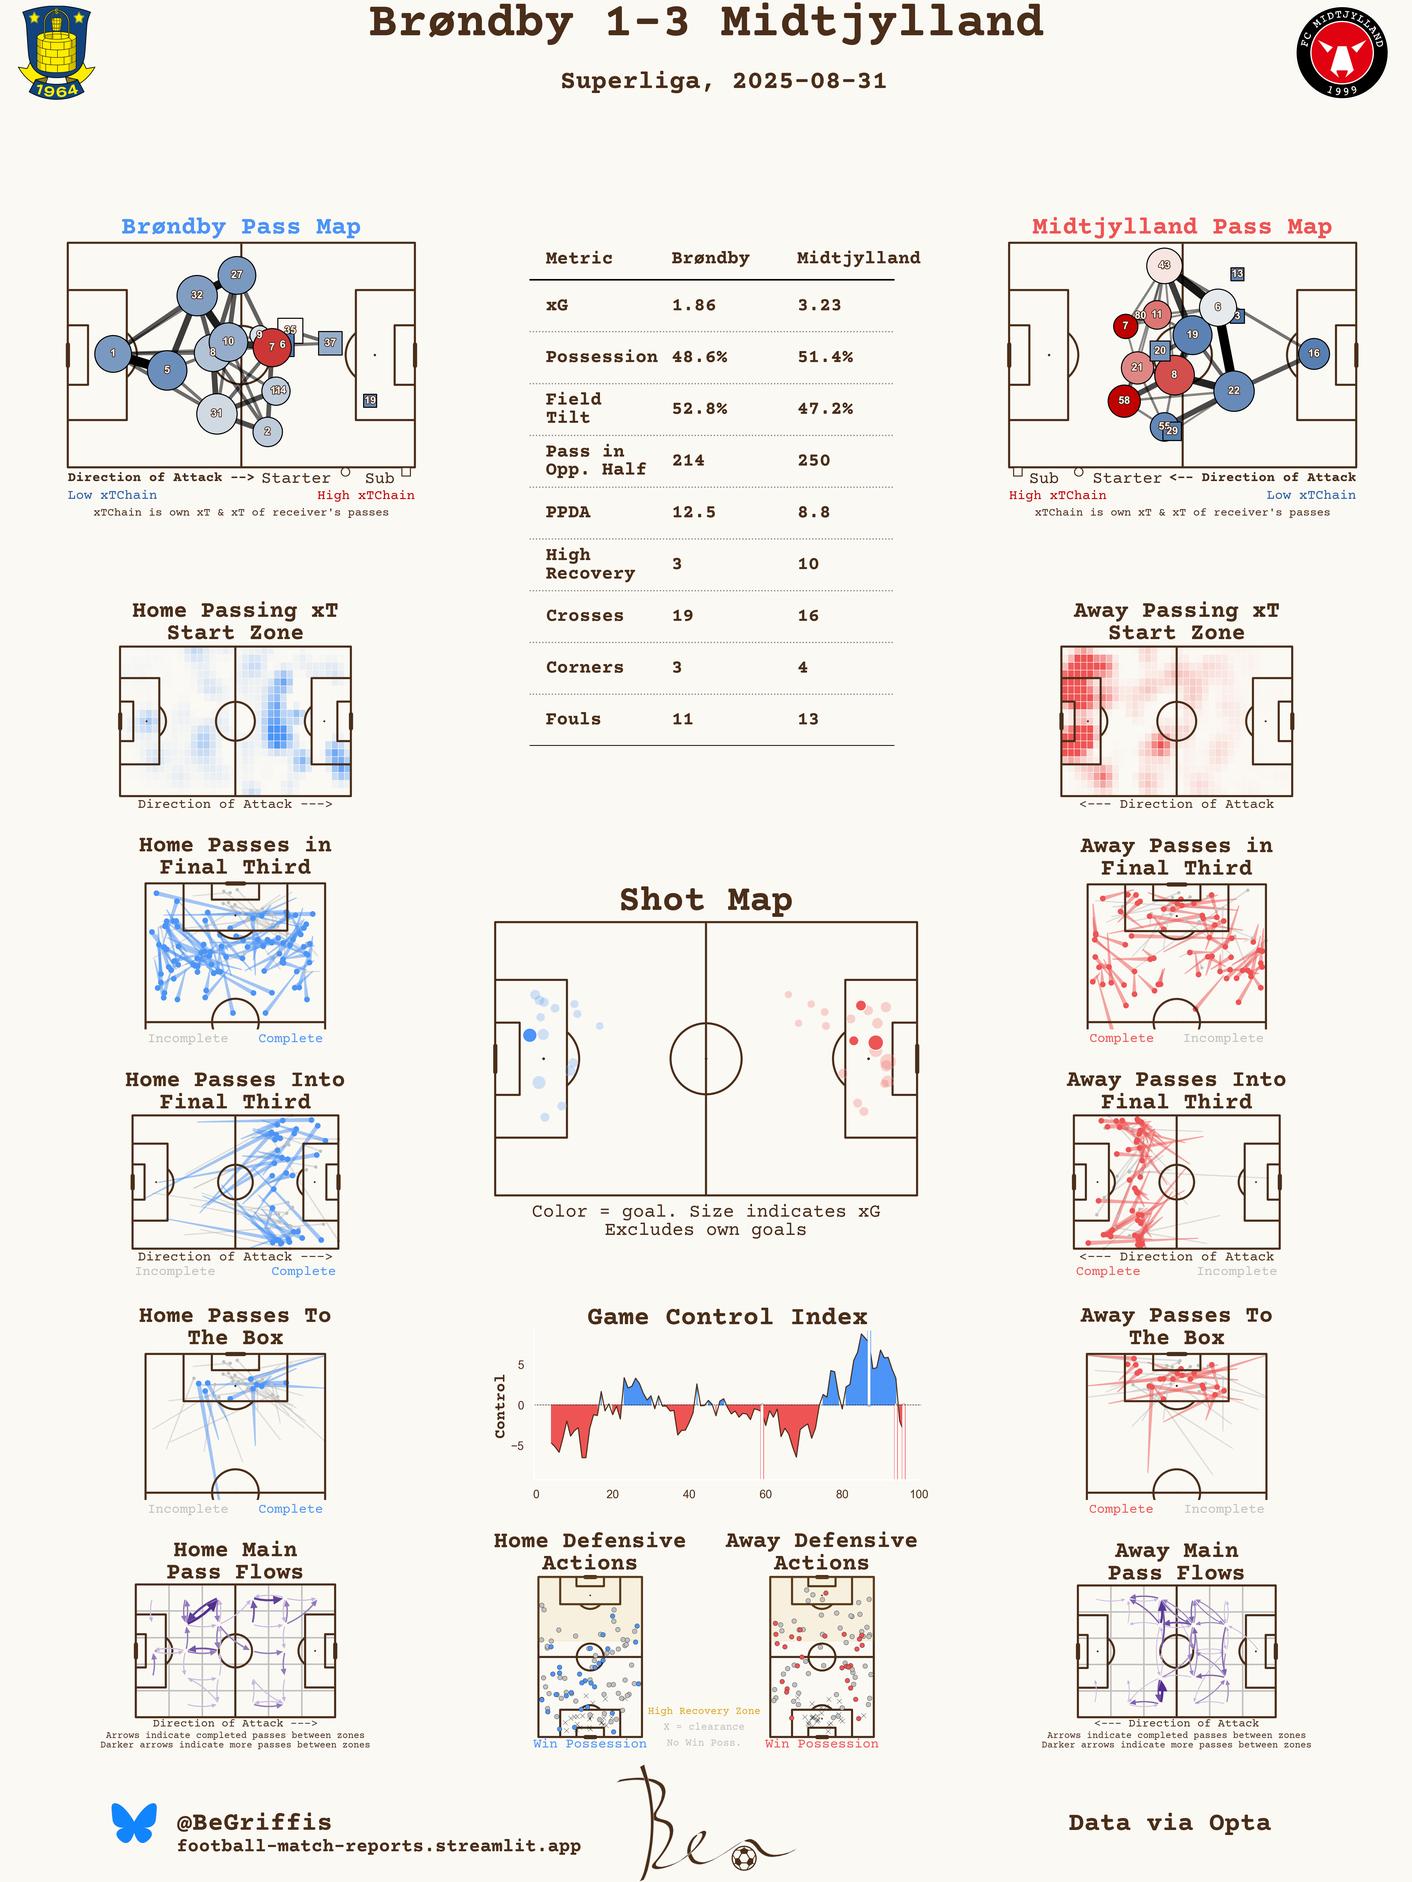 Brøndby 1-3 Midtjylland
Superliga, 2025-08-31
1964
FC MIDTJYLLAND
1999
Brøndby Pass Map
27
32
35
9
10
37
1
8
7
6
5
19
31
2
Direction of Attack --> Starter Sub
Low xTChain High xTChain
xTChain is own xT & xT of receiver's passes
Metric Brøndby Midtjylland
xG 1.86 3.23
Possession 48.6% 51.4%
Field
Tilt 52.8% 47.2%
Pass in
Opp. Half 214 250
PPDA 12.5 8.8
High
Recovery 3 10
Crosses 19 16
Corners 3 4
Fouls 11 13
Midtjylland Pass Map
43
13
6
3
80
11
7
19
20
16
21
8
58
22
55
29
Sub Starter <-- Direction of Attack
High xTChain Low xTChain
xTChain is own xT & xT of receiver's passes
Home Passing xT
Start Zone
Direction of Attack --->
Away Passing xT
Start Zone
<--- Direction of Attack
Home Passes in
Final Third
Incomplete Complete
Away Passes in
Final Third
Complete Incomplete
Shot Map
Color = goal. Size indicates xG
Excludes own goals
Home Passes Into
Final Third
Direction of Attack --->
Incomplete Complete
Away Passes Into
Final Third
<--- Direction of Attack
Complete Incomplete
Home Passes To
The Box
Incomplete Complete
Game Control Index
Control
5
0
−5
0 20 40 60 80 100
Away Passes To
The Box
Complete Incomplete
Home Main
Pass Flows
Direction of Attack --->
Arrows indicate completed passes between zones
Darker arrows indicate more passes between zones
Home Defensive
Actions
Win Possession
High Recovery Zone
X = clearance
No Win Poss.
Away Defensive
Actions
Win Possession
Away Main
Pass Flows
<--- Direction of Attack
Arrows indicate completed passes between zones
Darker arrows indicate more passes between zones
@BeGriffis
football-match-reports.streamlit.app
Ben
Data via Opta